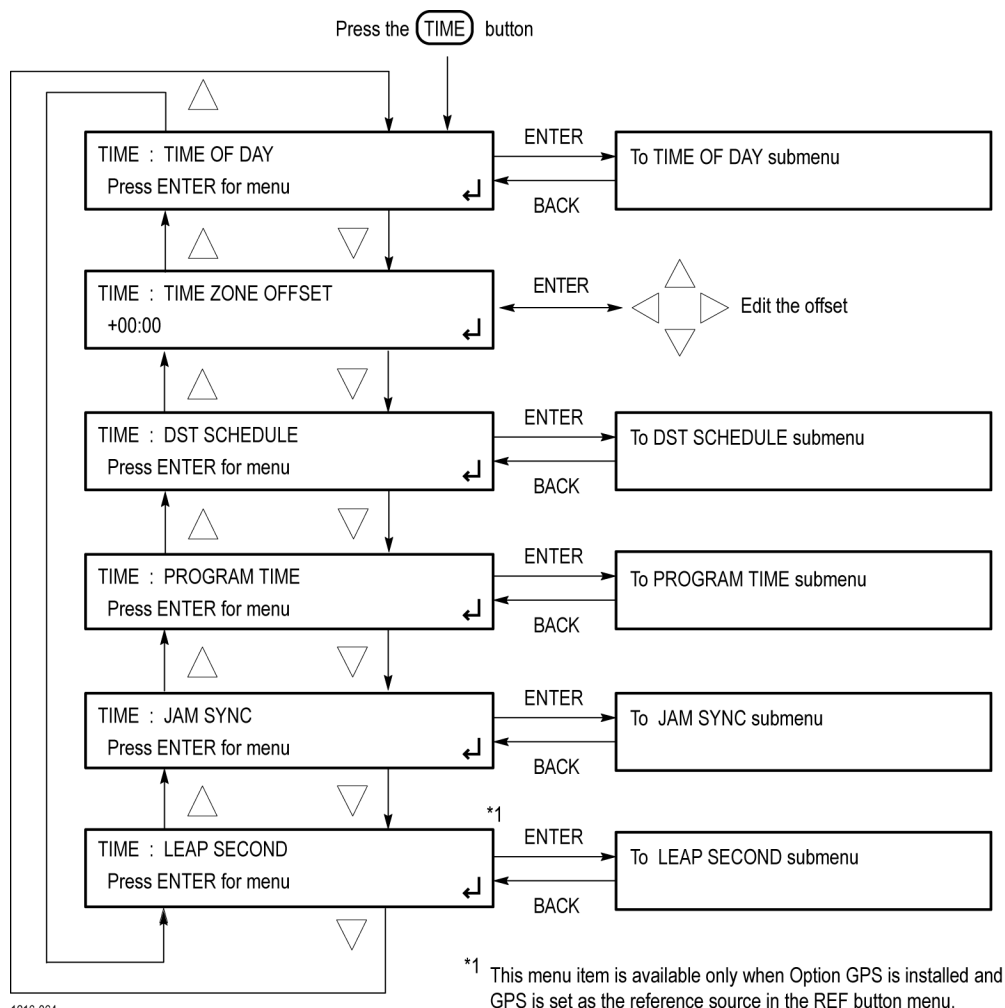 Press the TIME button
TIME : TIME OF DAY
Press ENTER for menu
ENTER
BACK
To TIME OF DAY submenu
TIME : TIME ZONE OFFSET
+00:00
ENTER
Edit the offset
TIME : DST SCHEDULE
Press ENTER for menu
ENTER
BACK
To DST SCHEDULE submenu
TIME : PROGRAM TIME
Press ENTER for menu
ENTER
BACK
To PROGRAM TIME submenu
TIME : JAM SYNC
Press ENTER for menu
ENTER
BACK
To JAM SYNC submenu
TIME : LEAP SECOND
Press ENTER for menu
*1
ENTER
BACK
To LEAP SECOND submenu
*1 This menu item is available only when Option GPS is installed and
GPS is set as the reference source in the REF button menu.